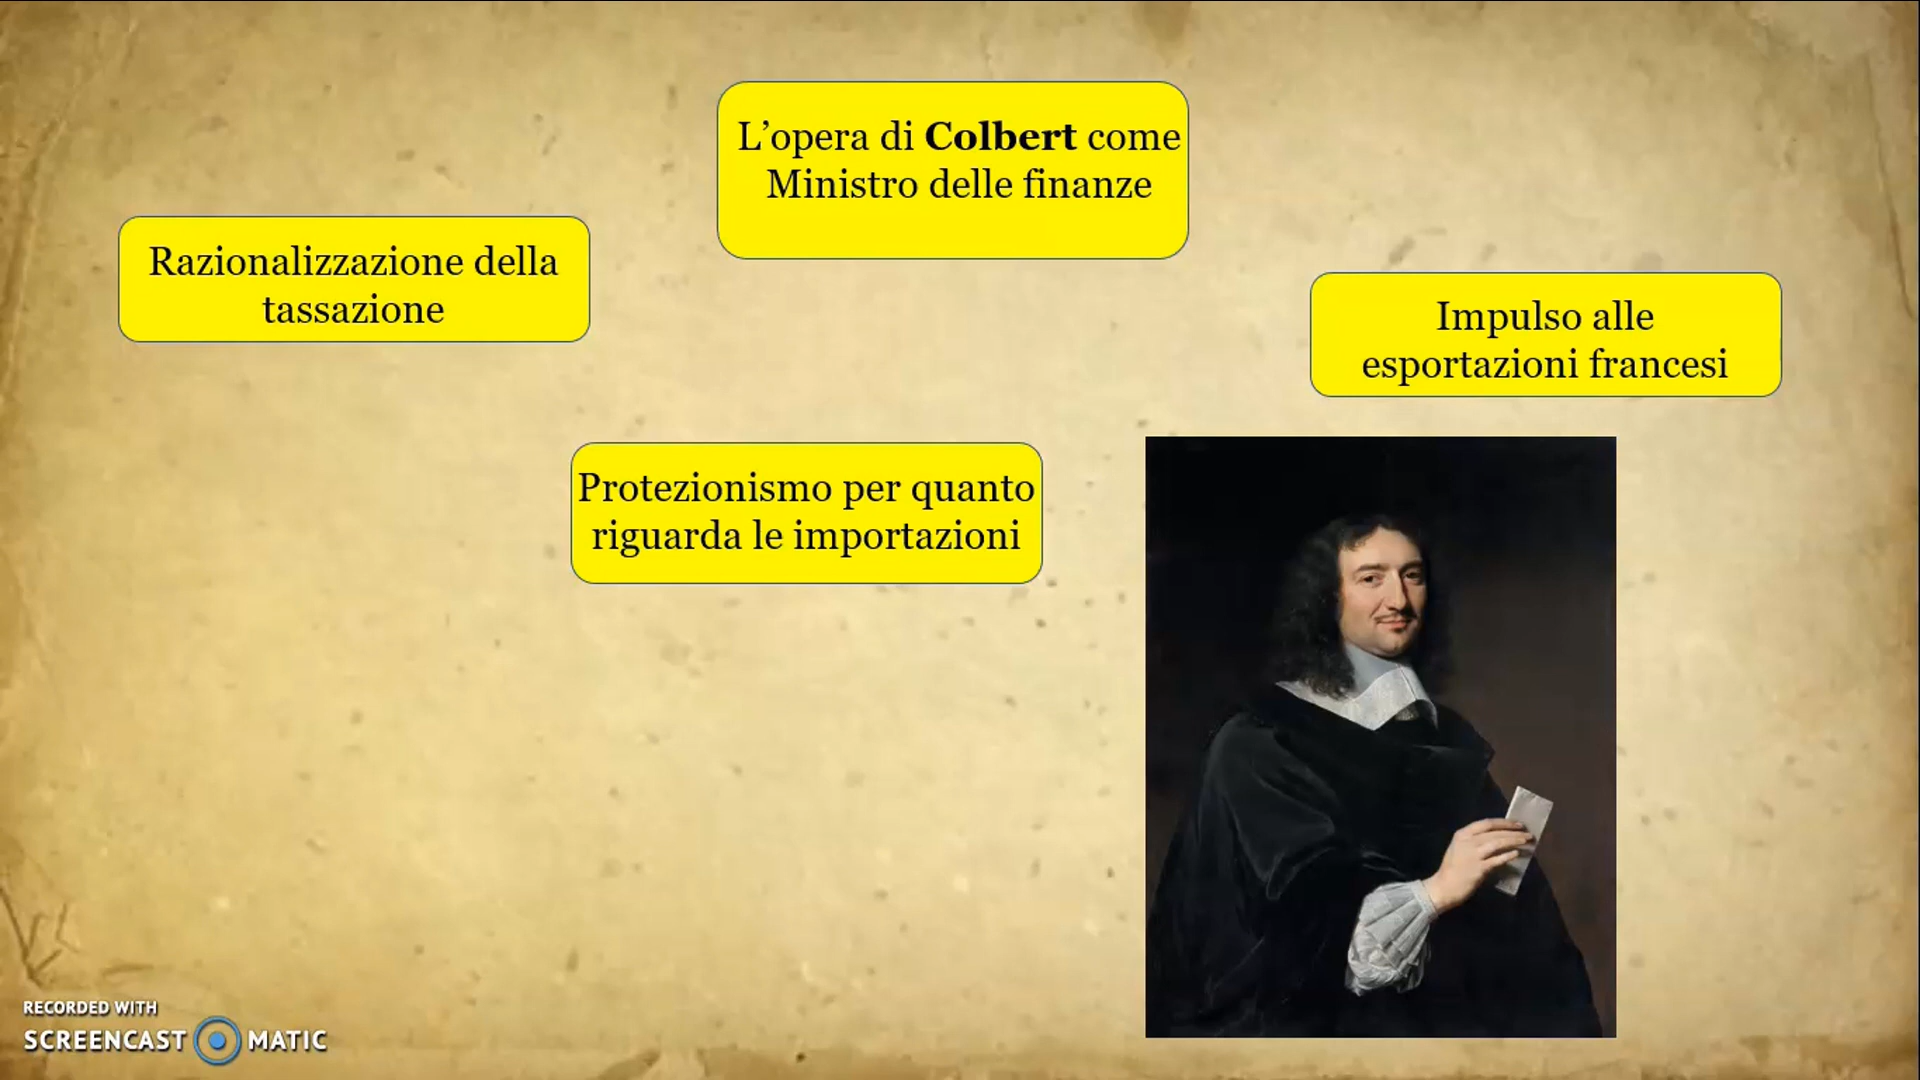 L’opera di Colbert come
Ministro delle finanze
Razionalizzazione della
tassazione
Impulso alle
esportazioni francesi
Protezionismo per quanto
riguarda le importazioni
RECORDED WITH
SCREENCAST MATIC